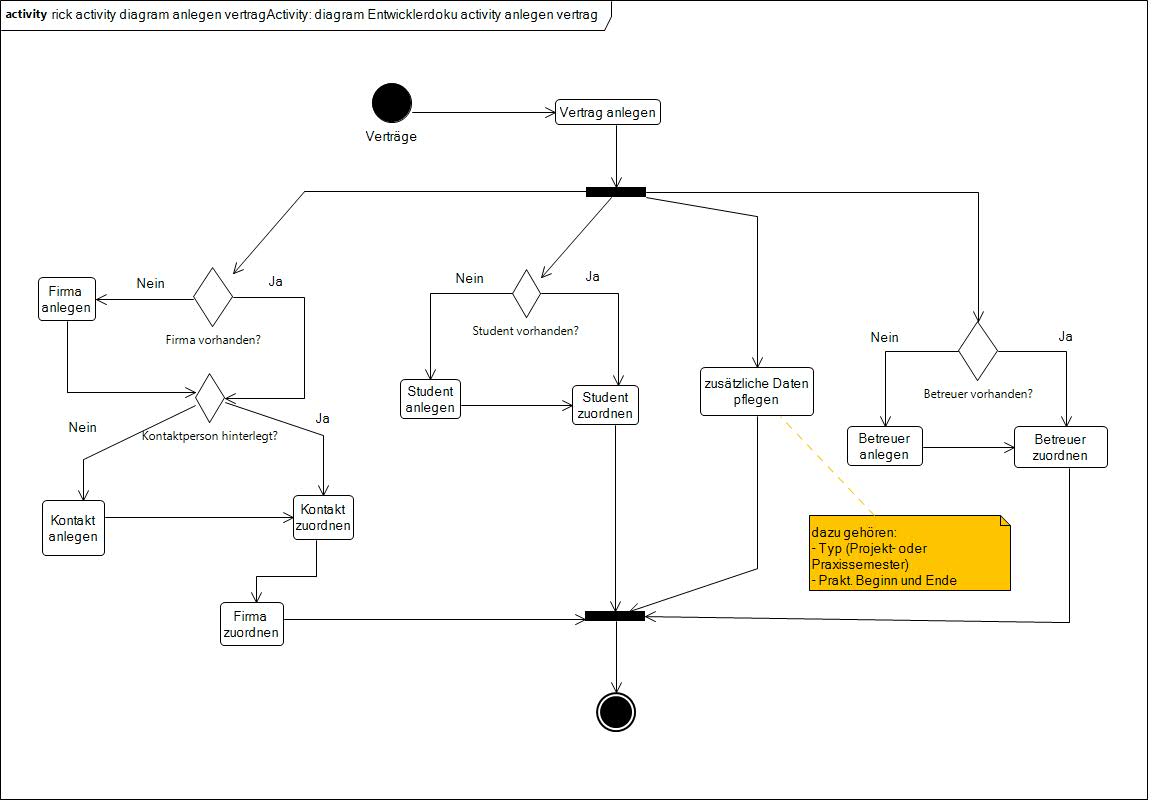 activity rick activity diagram anlegen vertragActivity: diagram Entwicklerdoku activity anlegen vertrag
Verträge
Vertrag anlegen
Nein
Ja
Firma
anlegen
Firma vorhanden?
Nein
Ja
Kontaktperson hinterlegt?
Kontakt
anlegen
Kontakt
zuordnen
Firma
zuordnen
Nein
Ja
Student vorhanden?
Student
anlegen
Student
zuordnen
zusätzliche Daten
pflegen
dazu gehören:
- Typ (Projekt- oder
Praxissemester)
- Prakt. Beginn und Ende
Nein
Ja
Betreuer vorhanden?
Betreuer
anlegen
Betreuer
zuordnen